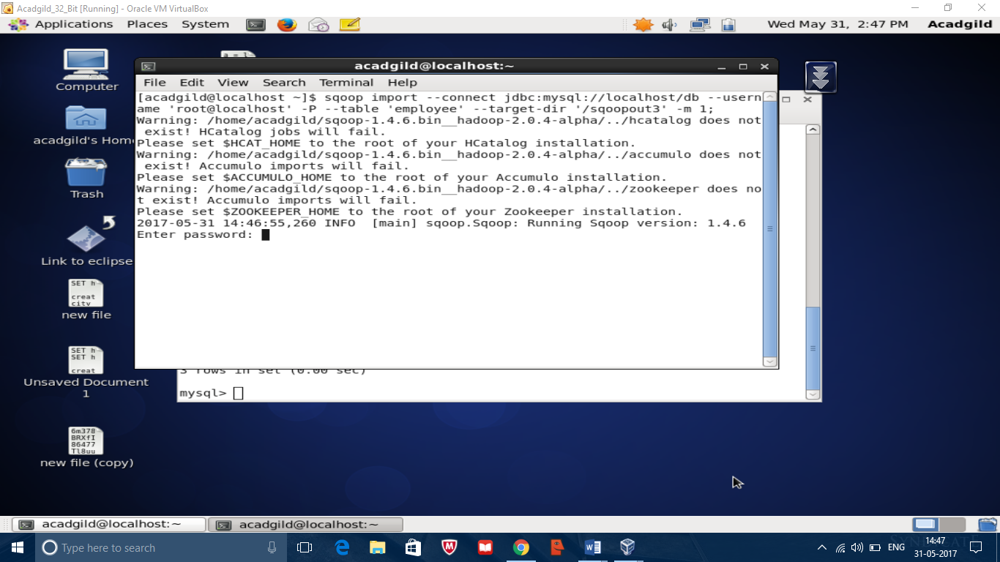 Acadgild_32_Bit [Running] - Oracle VM VirtualBox
Applications Places System Wed May 31, 2:47 PM Acadgild
Computer
acadgild's Hom
Trash
Link to eclipse
SET h
creat
city
new file
SET h
SET h
creat
Unsaved Document
1
6m378
BRXfI
86477
Tl8uu
new file (copy)
a = l
acadgild@localhost:~
File Edit View Search Terminal Help
[acadgild@localhost ~]$ sqoop import --connect jdbc:mysql://localhost/db --usern
ame 'root@localhost' -P --table 'employee' --target-dir '/sqoopout3' -m 1;
Warning: /home/acadgild/sqoop-1.4.6.bin__hadoop-2.0.4-alpha/../hcatalog does not
 exist! HCatalog jobs will fail.
Please set $HCAT_HOME to the root of your HCatalog installation.
Warning: /home/acadgild/sqoop-1.4.6.bin__hadoop-2.0.4-alpha/../accumulo does not
 exist! Accumulo imports will fail.
Please set $ACCUMULO_HOME to the root of your Accumulo installation.
Warning: /home/acadgild/sqoop-1.4.6.bin__hadoop-2.0.4-alpha/../zookeeper does no
t exist! Accumulo imports will fail.
Please set $ZOOKEEPER_HOME to the root of your Zookeeper installation.
2017-05-31 14:46:55,260 INFO  [main] sqoop.Sqoop: Running Sqoop version: 1.4.6
Enter password:
3 rows in set (0.00 sec)
mysql>
acadgild@localhost:~ acadgild@localhost:~
Type here to search ENG 14:47
31-05-2017